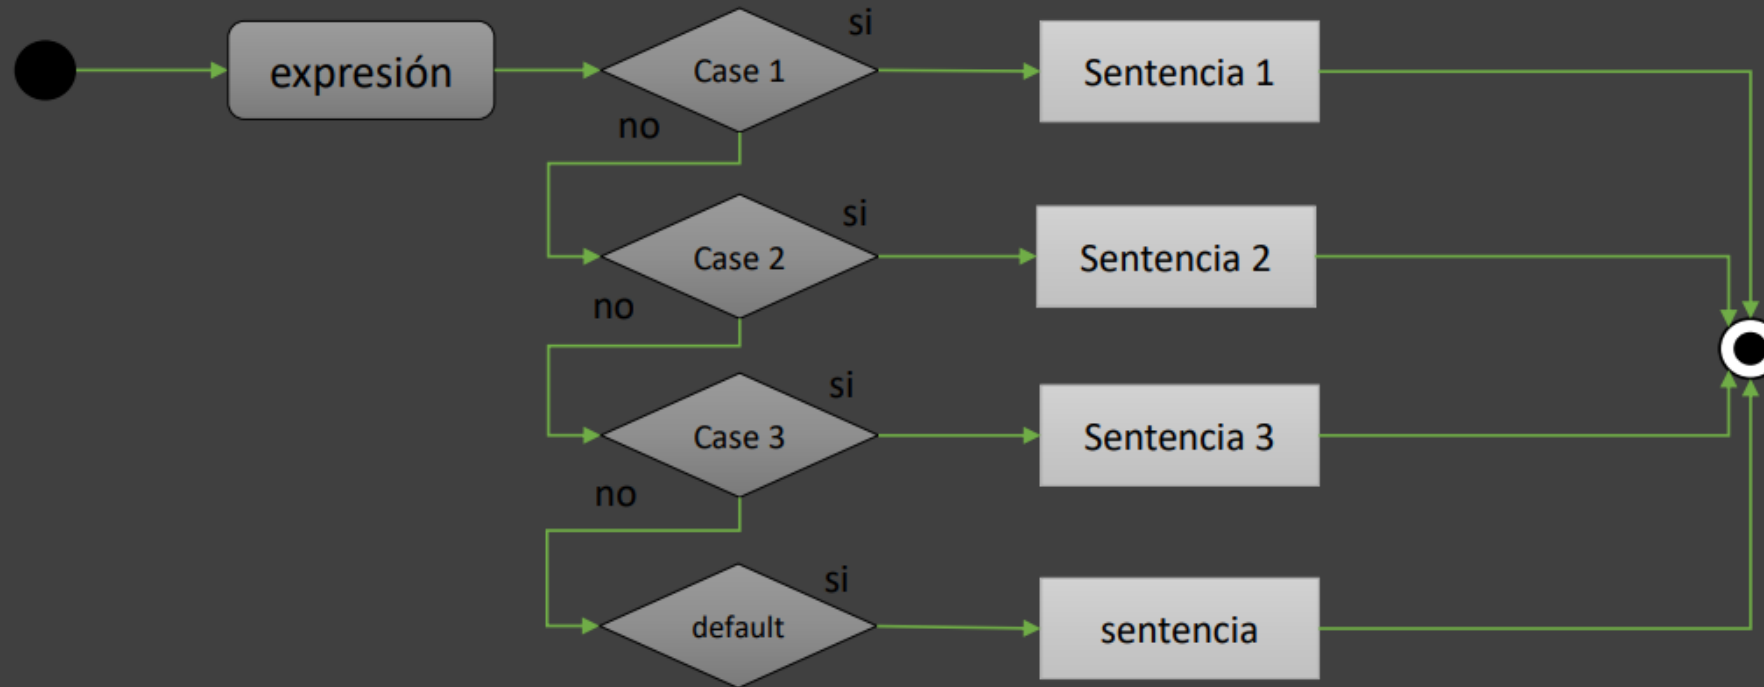 si
expresión
Case 1
Sentencia 1
no
si
Case 2
Sentencia 2
no
si
Case 3
Sentencia 3
no
si
default
sentencia